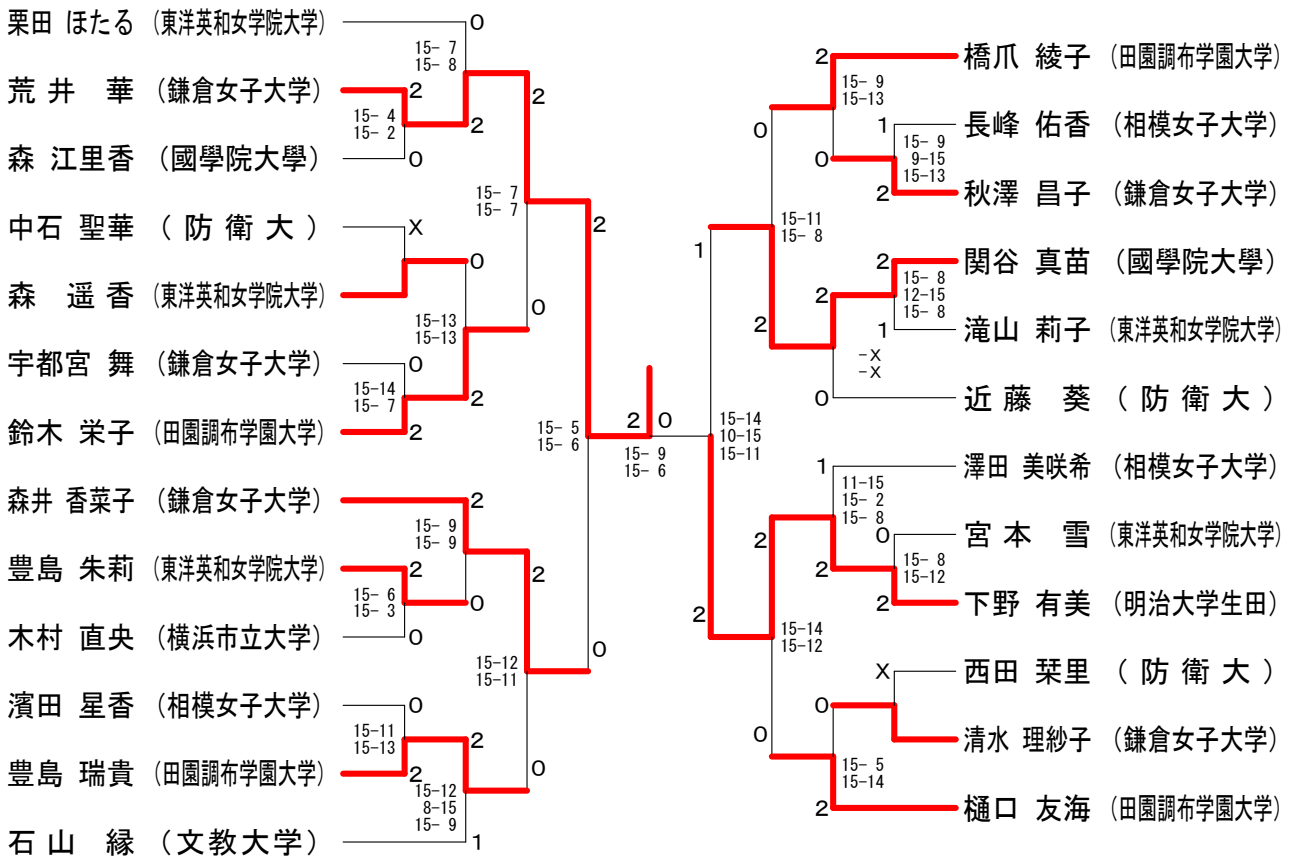 栗田 ほたる (東洋英和女学院大学) 0
15- 7
15- 8
荒井 華 (鎌倉女子大学) 2
2
2
15- 4
15- 2
森 江里香 (國學院大學) 0
15- 7
15- 7
中石 聖華 (防衛大) X
2
0
森 遥香 (東洋英和女学院大学)
0
15-13
15-13
宇都宮 舞 (鎌倉女子大学) 0
15-14
15- 7
2
鈴木 栄子 (田園調布学園大学) 2
15- 5
15- 6
2 0
15- 9
15- 6
森井 香菜子 (鎌倉女子大学) 2
15- 9
15- 9
豊島 朱莉 (東洋英和女学院大学) 2
2
15- 6
15- 3
0
木村 直央 (横浜市立大学) 0
0
15-12
15-11
濱田 星香 (相模女子大学) 0
15-11
15-13
2
豊島 瑞貴 (田園調布学園大学) 2
0
15-12
8-15
15- 9
石山 縁 (文教大学) 1
2 橋爪 綾子 (田園調布学園大学)
15- 9
15-13
0
1 長峰 佑香 (相模女子大学)
15- 9
9-15
15-13
0
2 秋澤 昌子 (鎌倉女子大学)
15-11
15- 8
1
2 関谷 真苗 (國學院大學)
15- 8
12-15
15- 8
2
2
1 滝山 莉子 (東洋英和女学院大学)
-X
-X
0 近藤 葵 (防衛大)
15-14
10-15
15-11
1 澤田 美咲希 (相模女子大学)
11-15
15- 2
15- 8
0 宮本 雪 (東洋英和女学院大学)
2
2
15- 8
15-12
2 下野 有美 (明治大学生田)
2
15-14
15-12
X 西田 栞里 (防衛大)
0
0
清水 理紗子 (鎌倉女子大学)
15- 5
15-14
2 樋口 友海 (田園調布学園大学)